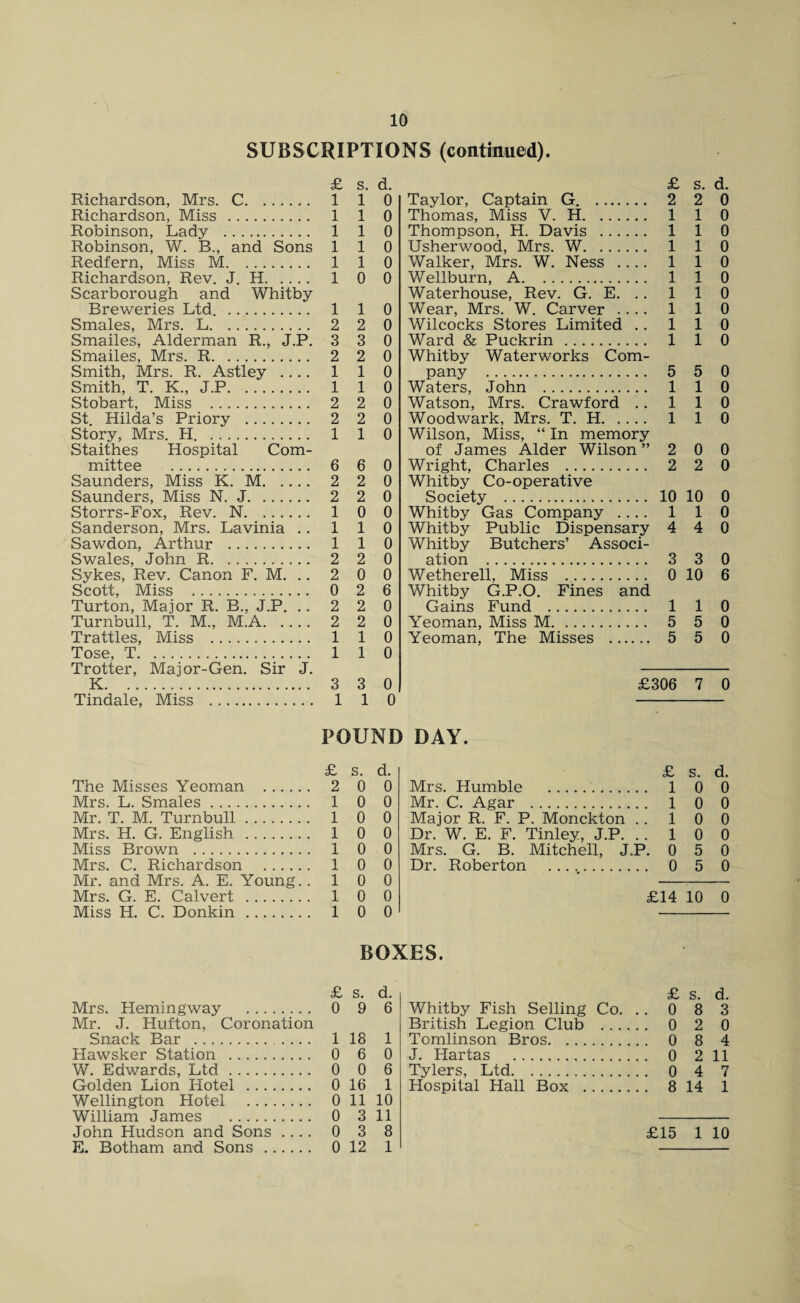 10
SUBSCRIPTIONS (continued).
£ s. d.
Richardson, Mrs. C. ...... 1 1 0
Richardson, Miss .......... 1 1 0
Robinson, Lady ........... 1 1 0
Robinson, W. B., and Sons 1 1 0
Redfern, Miss M. ......... 1 1 0
Richardson, Rev. J. H. .... 1 0 0
Scarborough and Whitby
Breweries Ltd. .......... 1 1 0
Smales, Mrs. L. .......... 2 2 0
Smailes, Alderman R., J.P. 3 3 0
Smailes, Mrs. R. .......... 2 2 0
Smith, Mrs. R. Astley .... 1 1 0
Smith, T. K., J.P. ........ 1 1 0
Stobart, Miss ............ 2 2 0
St. Hilda's Priory ........ 2 2 0
Story, Mrs. H. ............ 1 1 0
Staithes Hospital Com-
mittee .............. 6 6 0
Saunders, Miss K. M. .... 2 2 0
Saunders, Miss N. J. ...... 2 2 0
Storrs-Fox, Rev. N. ...... 1 0 0
Sanderson, Mrs. Lavinia .. 1 1 0
Sawdon, Arthur .......... 1 1 0
Swales, John R. .......... 2 2 0
Sykes, Rev. Canon F. M. .. 2 0 0
Scott, Miss .............. 0 2 6
Turton, Major R. B., J.P. .. 2 2 0
Turnbull, T. M., M.A. .... 2 2 0
Trattles, Miss ............ 1 1 0
Tose, T. ................. 1 1 0
Trotter, Major-Gen. Sir J.
K. .................... 3 3 0
Tindale, Miss ............ 1 1 0
£ s. d.
Taylor, Captain G. ........ 2 2 0
Thomas, Miss V. H. ...... 1 1 0
Thompson, H. Davis ...... 1 1 0
Usherwood, Mrs. W. ...... 1 1 0
Walker, Mrs. W. Ness .... 1 1 0
Wellburn, A. ............. 1 1 0
Waterhouse, Rev. G. E. .. 1 1 0
Wear, Mrs. W. Carver .... 1 1 0
Wilcocks Stores Limited .. 1 1 0
Ward & Puckrin .......... 1 1 0
Whitby Waterworks Com-
pany ................ 5 5 0
Waters, John ............. 1 1 0
Watson, Mrs. Crawford .. 1 1 0
Woodwark, Mrs. T. H. .... 1 1 0
Wilson, Miss, “In memory
of James Alder Wilson” 2 0 0
Wright, Charles .......... 2 2 0
Whitby Co-operative
Society ............... 10 10 0
Whitby Gas Company .... 1 1 0
Whitby Public Dispensary 4 4 0
Whitby Butchers' Associ-
ation ................ 3 3 0
Wetherell, Miss .......... 0 10 6
Whitby G.P.O. Fines and
Gains Fund ............ 1 1 0
Yeoman, Miss M. .......... 5 5 0
Yeoman, The Misses ...... 5 5 0
£306 7 0
POUND DAY.
£ s. d.
The Misses Yeoman ...... 2 0 0
Mrs. L. Smales ............ 1 0 0
Mr. T. M. Turnbull ........ 1 0 0
Mrs. H. G. English ........ 1 0 0
Miss Brown .............. 1 0 0
Mrs. C. Richardson ...... 1 0 0
Mr. and Mrs. A. E. Young.. 1 0 0
Mrs. G. E. Calvert ........ 1 0 0
Miss H. C. Donkin ........ 1 0 0
£ s. d.
Mrs. Humble ............ 1 0 0
Mr. C. Agar .............. 1 0 0
Major R. F. P. Monckton .. 1 0 0
Dr. W. E. F. Tinley, J.P. .. 1 0 0
Mrs. G. B. Mitchell, J.P. 0 5 0
Dr. Roberton ............. 0 5 0
£14 10 0
BOXES.
£ s. d.
Mrs. Hemingway ........ 0 9 6
Mr. J. Hufton, Coronation
Snack Bar .............. 1 18 1
Hawsker Station .......... 0 6 0
W. Edwards, Ltd .......... 0 0 6
Golden Lion Hotel ........ 0 16 1
Wellington Hotel ........ 0 11 10
William James .......... 0 3 11
John Hudson and Sons .... 0 3 8
E. Botham and Sons ...... 0 12 1
£ s. d.
Whitby Fish Selling Co. .. 0 8 3
British Legion Club ...... 0 2 0
Tomlinson Bros. .......... 0 8 4
J. Hartas .............. 0 2 11
Tylers, Ltd. .............. 0 4 7
Hospital Hall Box ........ 8 14 1
£15 1 10